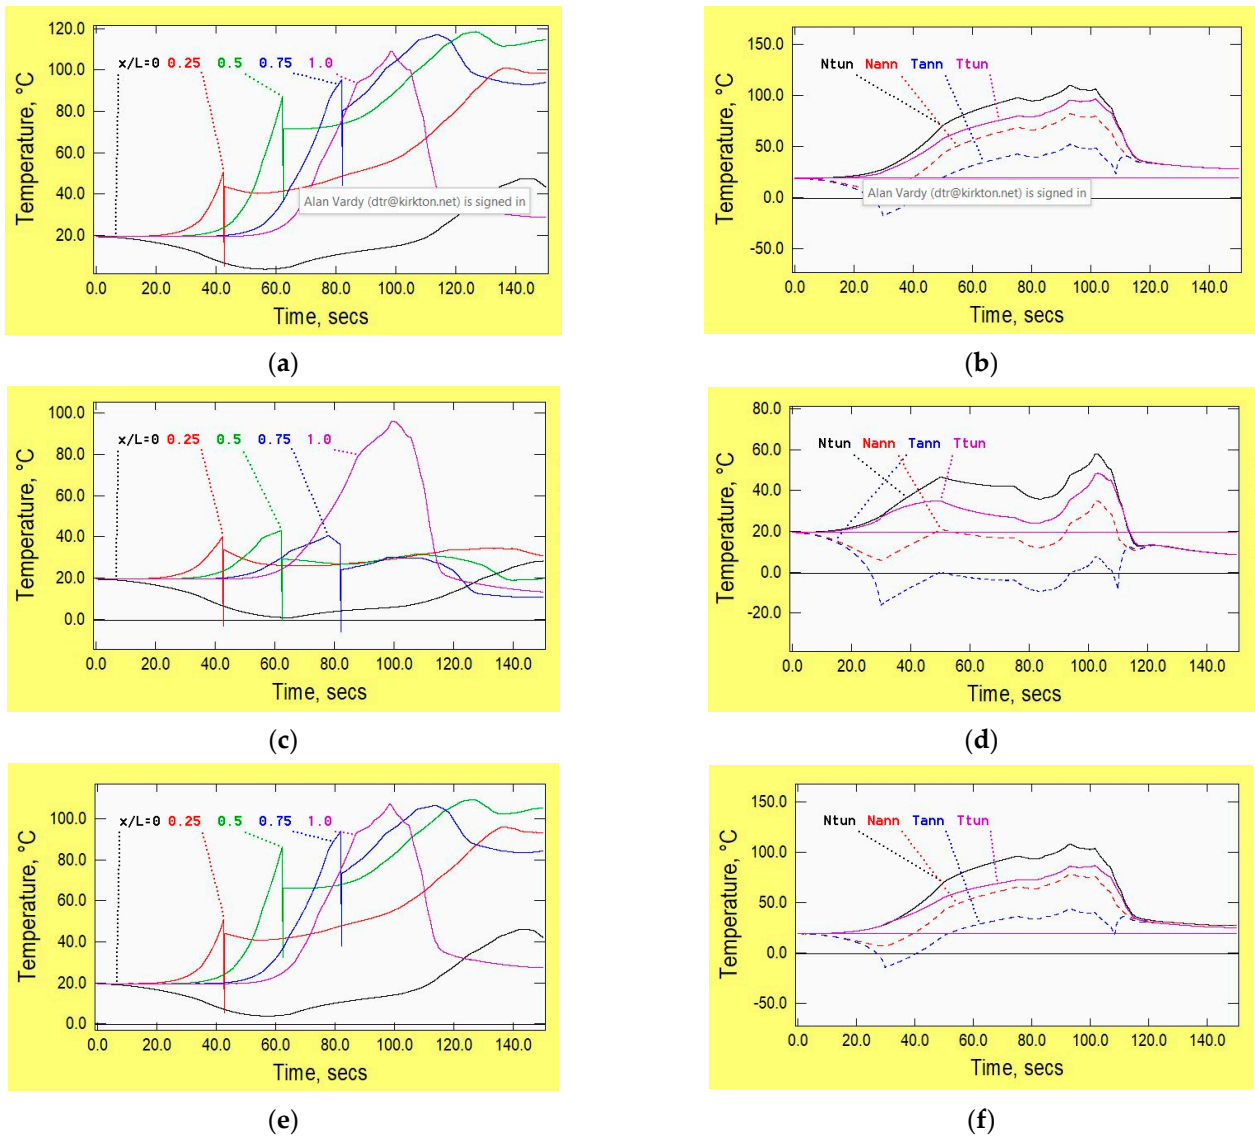 120.0
100.0
80.0
60.0
40.0
20.0
Temperature, °C
x/L=0 0.25 0.5 0.75 1.0
Alan Vardy (dtr@kirkton.net) is signed in
0.0 20.0 40.0 60.0 80.0 100.0 120.0 140.0
Time, secs
(a)
150.0
100.0
50.0
0.0
-50.0
Temperature, °C
Ntun Nann Tann Ttun
Alan Vardy (dtr@kirkton.net) is signed in
0.0 20.0 40.0 60.0 80.0 100.0 120.0 140.0
Time, secs
(b)
100.0
80.0
60.0
40.0
20.0
0.0
Temperature, °C
x/L=0 0.25 0.5 0.75 1.0
0.0 20.0 40.0 60.0 80.0 100.0 120.0 140.0
Time, secs
(c)
80.0
60.0
40.0
20.0
0.0
-20.0
Temperature, °C
Ntun Nann Tann Ttun
0.0 20.0 40.0 60.0 80.0 100.0 120.0 140.0
Time, secs
(d)
100.0
80.0
60.0
40.0
20.0
0.0
Temperature, °C
x/L=0 0.25 0.5 0.75 1.0
0.0 20.0 40.0 60.0 80.0 100.0 120.0 140.0
Time, secs
(e)
150.0
100.0
50.0
0.0
-50.0
Temperature, °C
Ntun Nann Tann Ttun
0.0 20.0 40.0 60.0 80.0 100.0 120.0 140.0
Time, secs
(f)